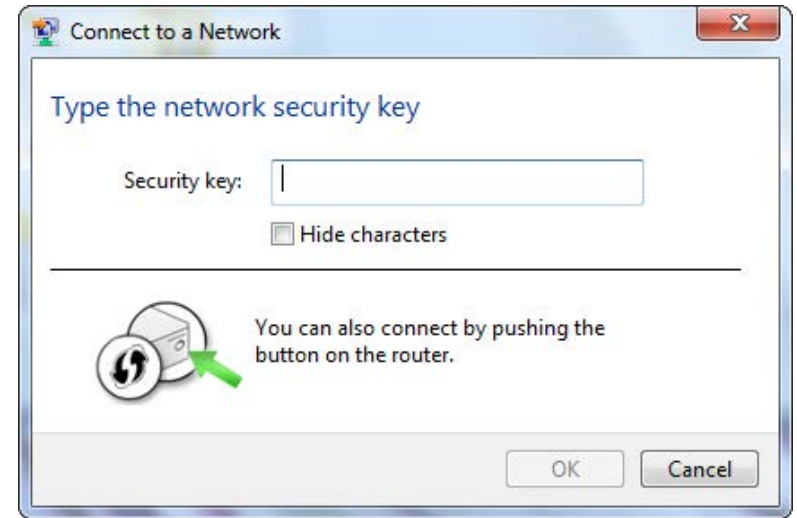 Connect to a Network
Type the network security key
Security key:
Hide characters
You can also connect by pushing the
button on the router.
OK Cancel